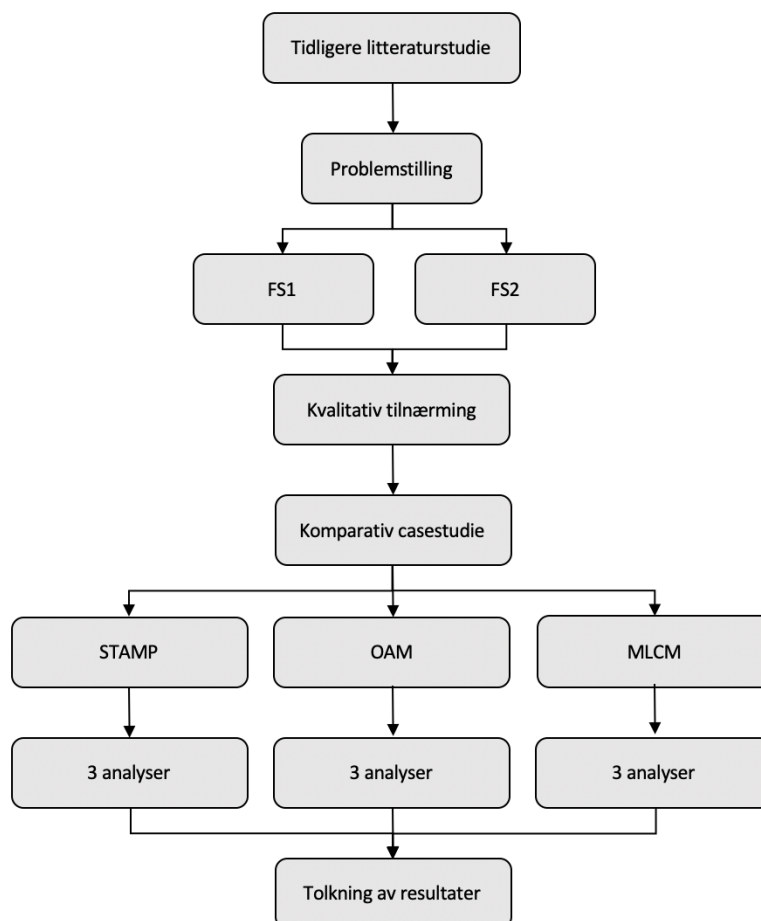 Tidligere litteraturstudie
Problemstilling
FS1
FS2
Kvalitativ tilnærming
Komparativ casestudie
STAMP
OAM
MLCM
3 analyser
3 analyser
3 analyser
Tolkning av resultater